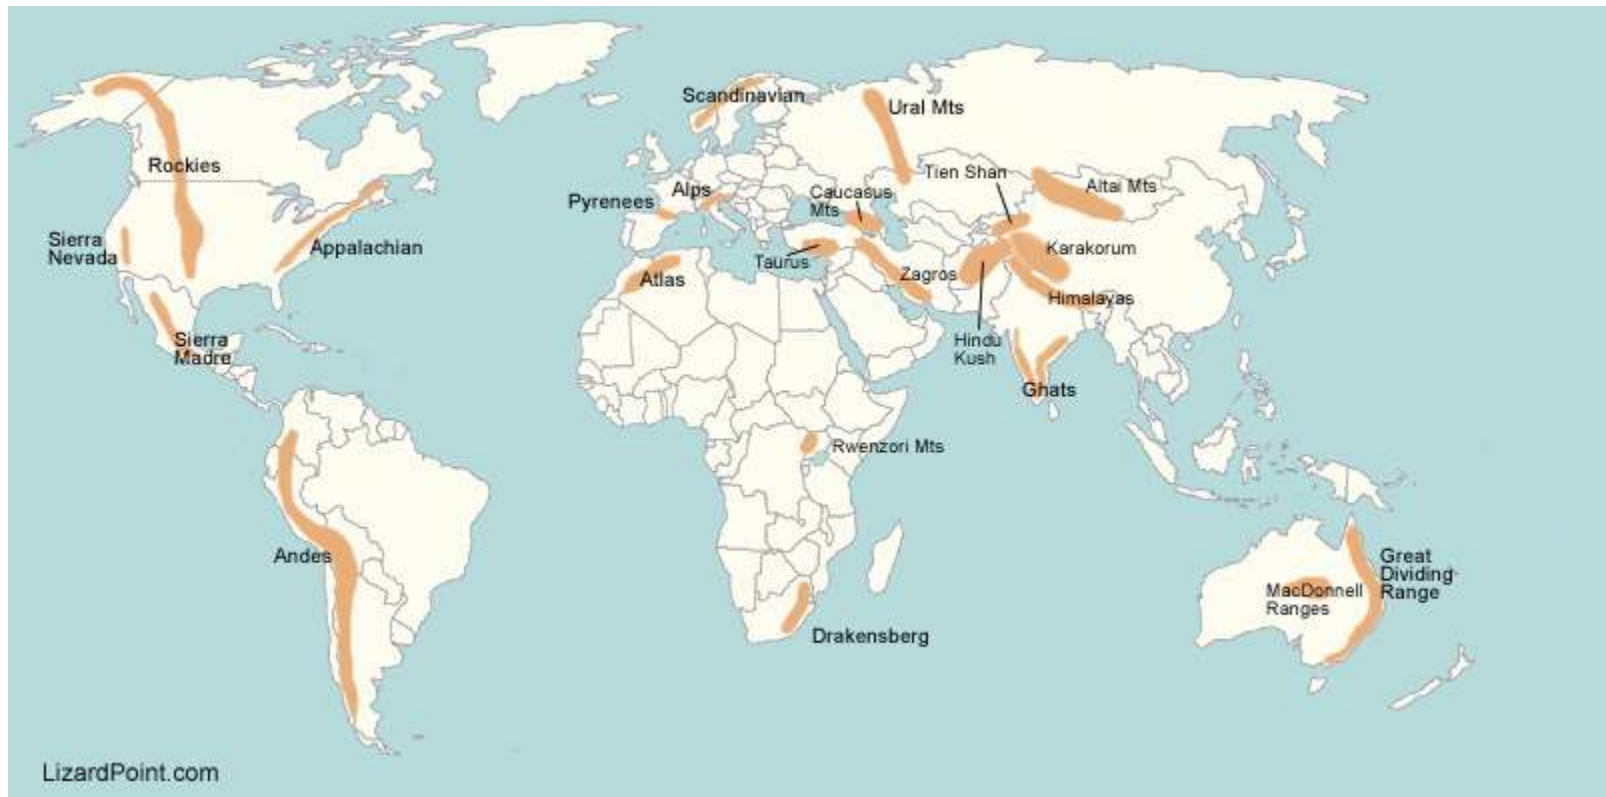 Scandinavian
Ural Mts
Rockies
Tien Shan
Altai Mts
Pyrenees
Alps
Caucasus
Mts
Sierra
Nevada
Appalachian
Karakorum
Taurus
Zagros
Atlas
Himalayas
Sierra
Madre
Hindu
Kush
Ghats
Rwenzori Mts
Andes
Great
Dividing
Range
MacDonnell
Ranges
Drakensberg
LizardPoint.com